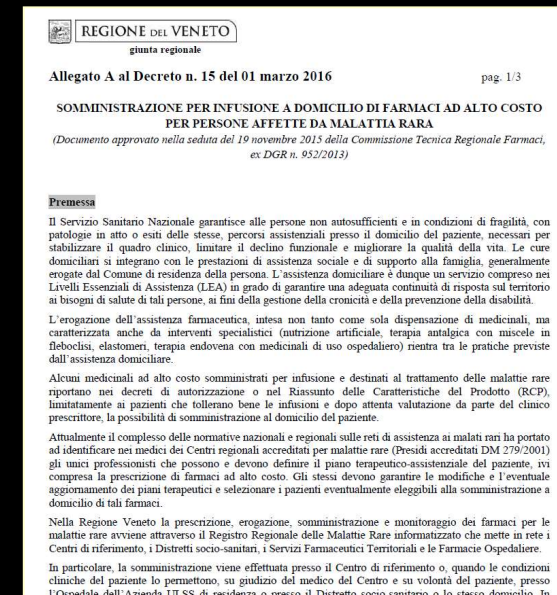 REGIONE DEL VENETO
giunta regionale
Allegato A al Decreto n. 15 del 01 marzo 2016 pag. 1/3
SOMMINISTRAZIONE PER INFUSIONE A DOMICILIO DI FARMACI AD ALTO COSTO
PER PERSONE AFFETTE DA MALATTIA RARA
(Documento approvato nella seduta del 19 novembre 2015 della Commissione Tecnica Regionale Farmaci,
ex DGR n. 952/2013)
Premessa
Il Servizio Sanitario Nazionale garantisce alle persone non autosufficienti e in condizioni di fragilità, con
patologie in atto o esiti delle stesse, percorsi assistenziali presso il domicilio del paziente, necessari per
stabilizzare il quadro clinico, limitare il declino funzionale e migliorare la qualità della vita. Le cure
domiciliari si integrano con le prestazioni di assistenza sociale e di supporto alla famiglia, generalmente
erogate dal Comune di residenza della persona. L'assistenza domiciliare è dunque un servizio compreso nei
Livelli Essenziali di Assistenza (LEA) in grado di garantire una adeguata continuità di risposta sul territorio
ai bisogni di salute di tali persone, ai fini della gestione della cronicità e della prevenzione della disabilità.
L'erogazione dell'assistenza farmaceutica, intesa non tanto come sola dispensazione di medicinali, ma
caratterizzata anche da interventi specialistici (nutrizione artificiale, terapia antalgica con miscele in
fleboclisi, elastomeri, terapia endovena con medicinali di uso ospedaliero) rientra tra le pratiche previste
dall'assistenza domiciliare.
Alcuni medicinali ad alto costo somministrati per infusione e destinati al trattamento delle malattie rare
riportano nei decreti di autorizzazione o nel Riassunto delle Caratteristiche del Prodotto (RCP),
limitatamente ai pazienti che tollerano bene le infusioni e dopo attenta valutazione da parte del clinico
prescrittore, la possibilità di somministrazione al domicilio del paziente.
Attualmente il complesso delle normative nazionali e regionali sulle reti di assistenza ai malati rari ha portato
ad identificare nei medici dei Centri regionali accreditati per malattie rare (Presidi accreditati DM 279/2001)
gli unici professionisti che possono e devono definire il piano terapeutico-assistenziale del paziente, ivi
compresa la prescrizione di farmaci ad alto costo. Gli stessi devono garantire le modifiche e l'eventuale
aggiornamento dei piani terapeutici e selezionare i pazienti eventualmente eleggibili alla somministrazione a
domicilio di tali farmaci.
Nella Regione Veneto la prescrizione, erogazione, somministrazione e monitoraggio dei farmaci per le
malattie rare avviene attraverso il Registro Regionale delle Malattie Rare informatizzato che mette in rete i
Centri di riferimento, i Distretti socio-sanitari, i Servizi Farmaceutici Territoriali e le Farmacie Ospedaliere.
In particolare, la somministrazione viene effettuata presso il Centro di riferimento o, quando le condizioni
cliniche del paziente lo permettono, su giudizio del medico del Centro e su volontà del paziente, presso
l'Ospedale dell'Azienda ULSS di residenza o presso il Distretto socio-sanitario o lo stesso domicilio. In